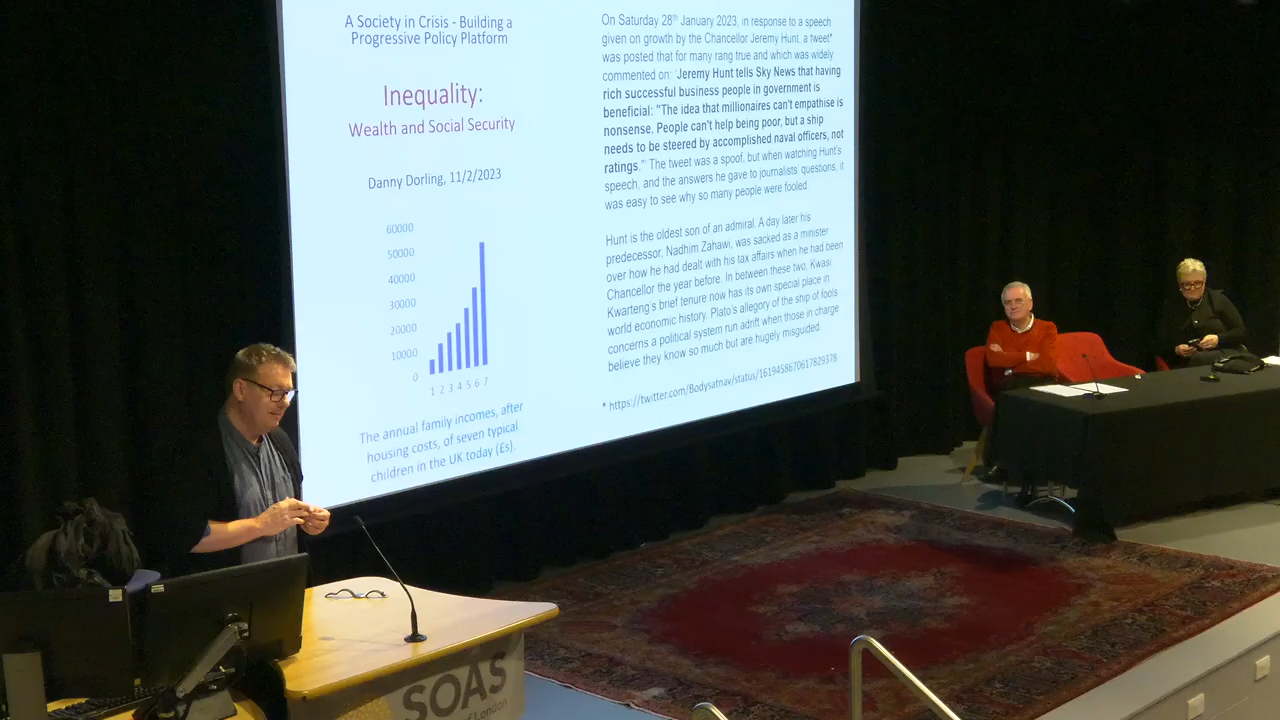 A Society in Crisis - Building a
Progressive Policy Platform
Inequality:
Wealth and Social Security
Danny Dorling, 11/2/2023
60000
50000
40000
30000
20000
10000
0
1 2 3 4 5 6 7
The annual family incomes, after
housing costs, of seven typical
children in the UK today (£s).
On Saturday 28th January 2023, in response to a speech
given on growth by the Chancellor Jeremy Hunt, a tweet*
was posted that for many rang true and which was widely
commented on: 'Jeremy Hunt tells Sky News that having
rich successful business people in government is
beneficial: "The idea that millionaires can't empathise is
nonsense. People can't help being poor, but a ship
needs to be steered by accomplished naval officers, not
ratings."' The tweet was a spoof, but when watching Hunt's
speech, and the answers he gave to journalists' questions, it
was easy to see why so many people were fooled.
Hunt is the oldest son of an admiral. A day later his
predecessor, Nadhim Zahawi, was sacked as a minister
over how he had dealt with his tax affairs when he had been
Chancellor the year before. In between these two, Kwasi
Kwarteng's brief tenure now has its own special place in
world economic history. Plato's allegory of the ship of fools
concerns a political system run adrift when those in charge
believe they know so much but are hugely misguided.
* https://twitter.com/Bodysatnav/status/1619458670617829378
SOAS
of London